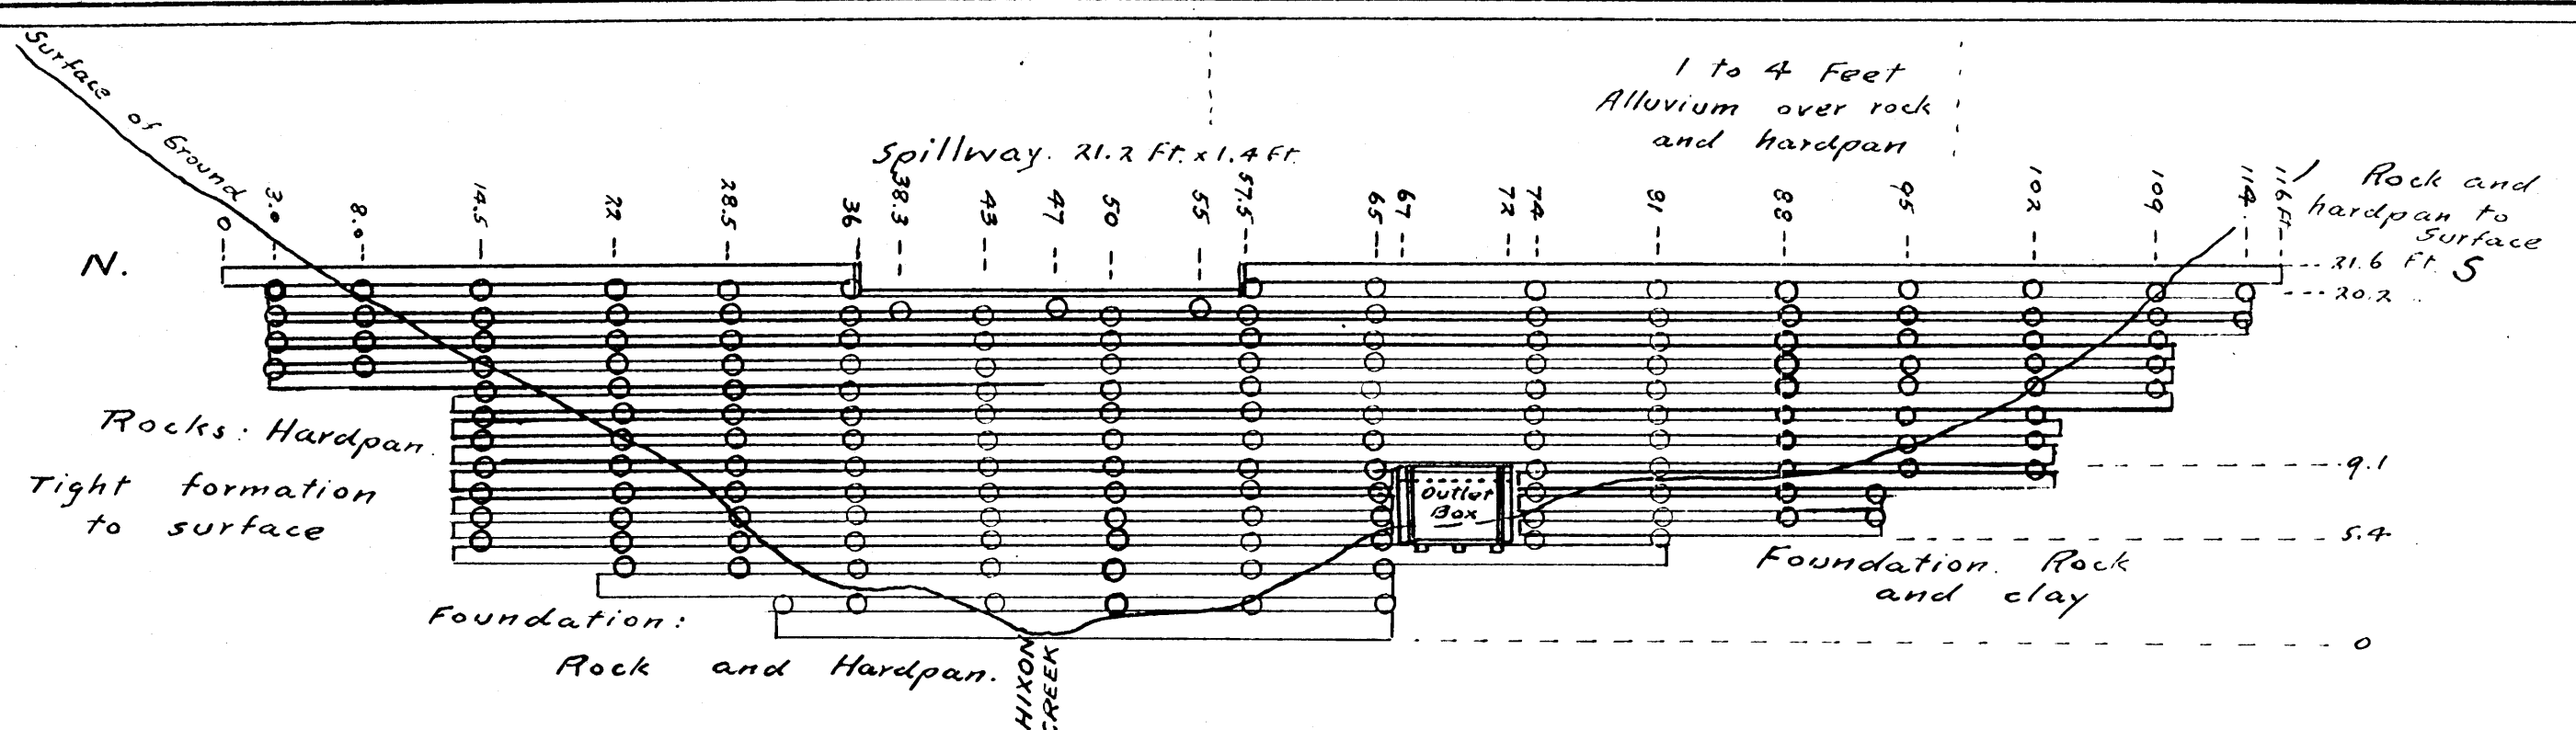 Surface of Ground
1 to 4 Feet
Alluvium over rock
and hardpan
Spillway. 21.2 Ft. x 1.4 Ft.
0 3.0 8.0 14.5 22 28.5 36 38.3 43 47 50 55 57.5 65 67 72 74 81 88 95 102 109 114 116 Ft.
Rock and
hardpan to
Surface
N.
21.6 Ft. S
20.2
Rocks: Hardpan.
Tight formation
to surface
9.1
Outlet
Box
5.4
Foundation. Rock
and clay
Foundation:
Rock and Hardpan.
0
HIXON
CREEK